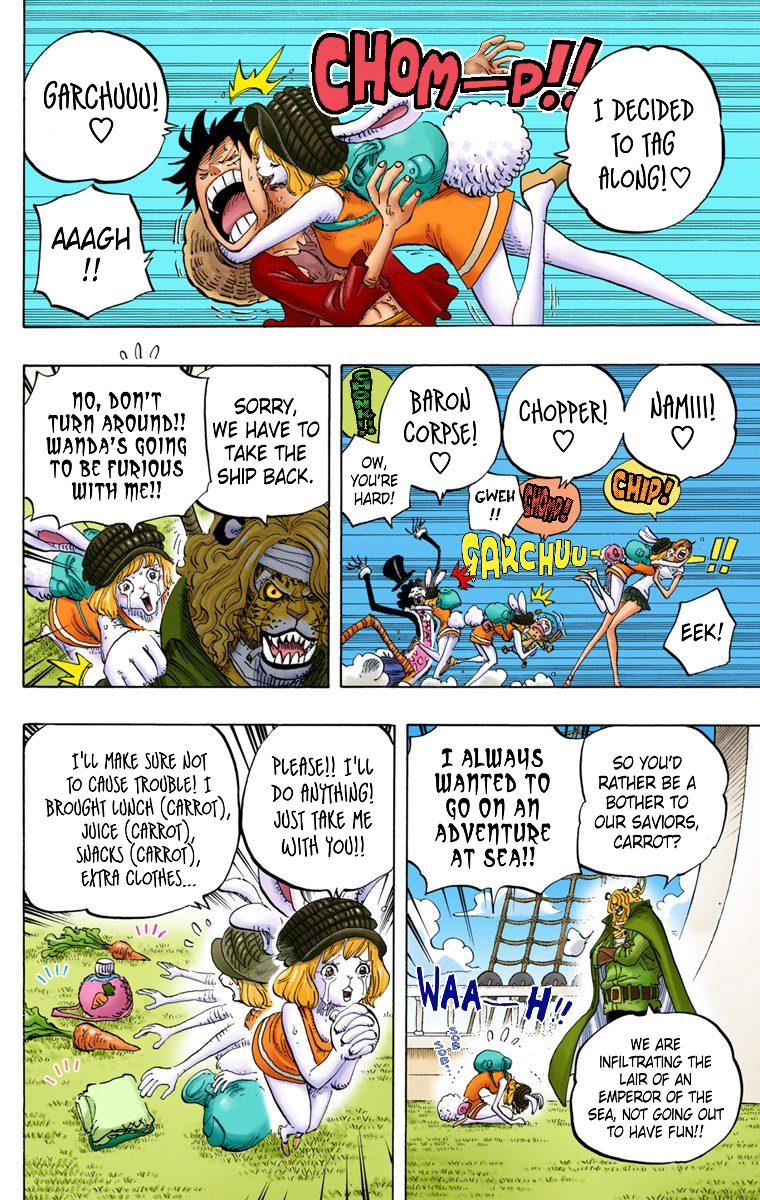 I DECIDED
TO TAG
ALONG!♡
CHOM—P!!
GARCHUUU!
♡
AAAGH
!!
NAMIII!
♡
CHIP!
EEK!
CHOPPER!
♡
CHOMP!
GWEH
!!
BARON
CORPSE!
♡
OW,
YOU'RE
HARD!
GARCHUU—!!
SORRY,
WE HAVE TO
TAKE THE
SHIP BACK.
NO, DON'T
TURN AROUND!!
WANDA'S GOING
TO BE FURIOUS
WITH ME!!
SO YOU'D
RATHER BE A
BOTHER TO
OUR SAVIORS,
CARROT?
I ALWAYS
WANTED TO
GO ON AN
ADVENTURE
AT SEA!!
WAA—H!!
SOB
SOB...
WE ARE
INFILTRATING THE
LAIR OF AN
EMPEROR OF THE
SEA, NOT GOING OUT
TO HAVE FUN!!
PLEASE!! I'LL
DO ANYTHING!
JUST TAKE ME
WITH YOU!!
I'LL MAKE SURE NOT
TO CAUSE TROUBLE! I
BROUGHT LUNCH (CARROT),
JUICE (CARROT),
SNACKS (CARROT),
EXTRA CLOTHES...